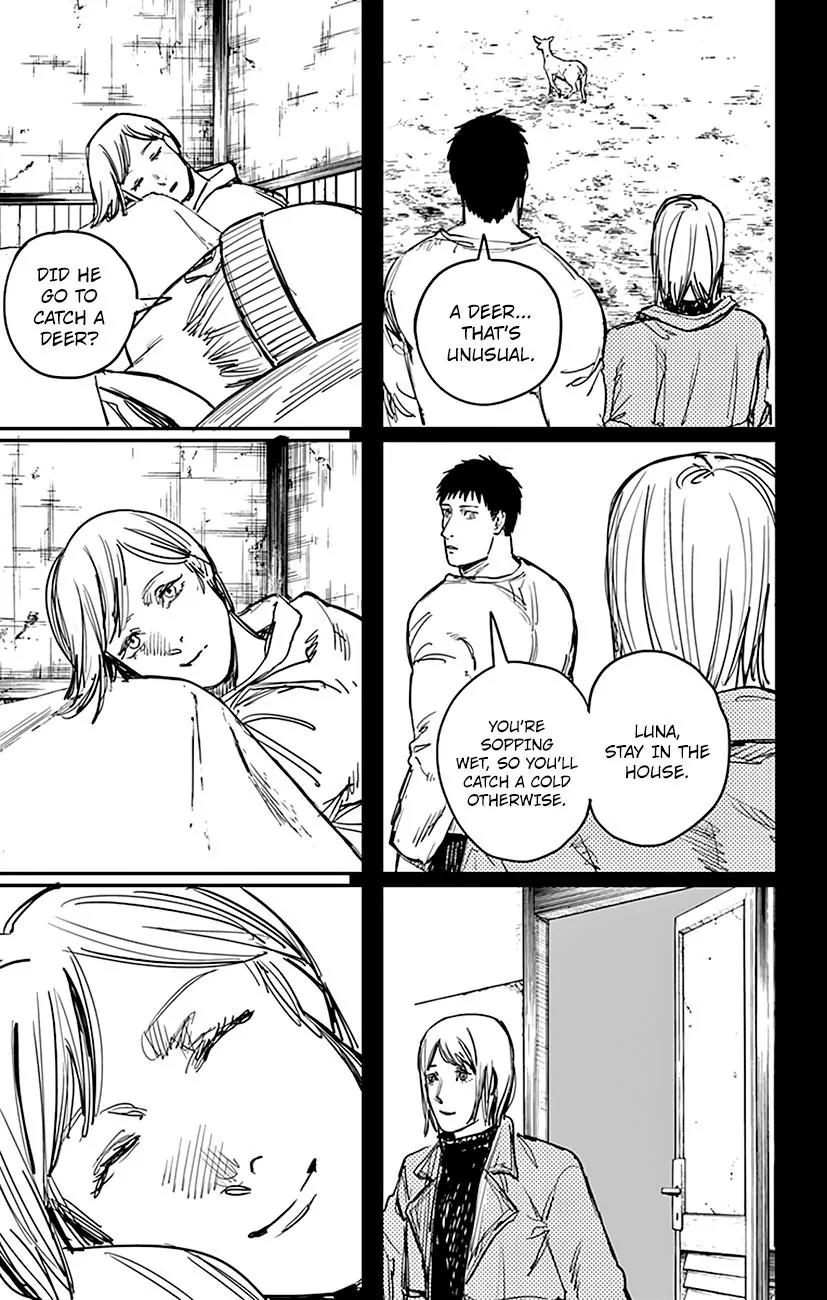 A DEER...
THAT'S
UNUSUAL.
LUNA,
STAY IN THE
HOUSE.
YOU'RE
SOPPING
WET, SO YOU'LL
CATCH A COLD
OTHERWISE.
DID HE
GO TO
CATCH A
DEER?